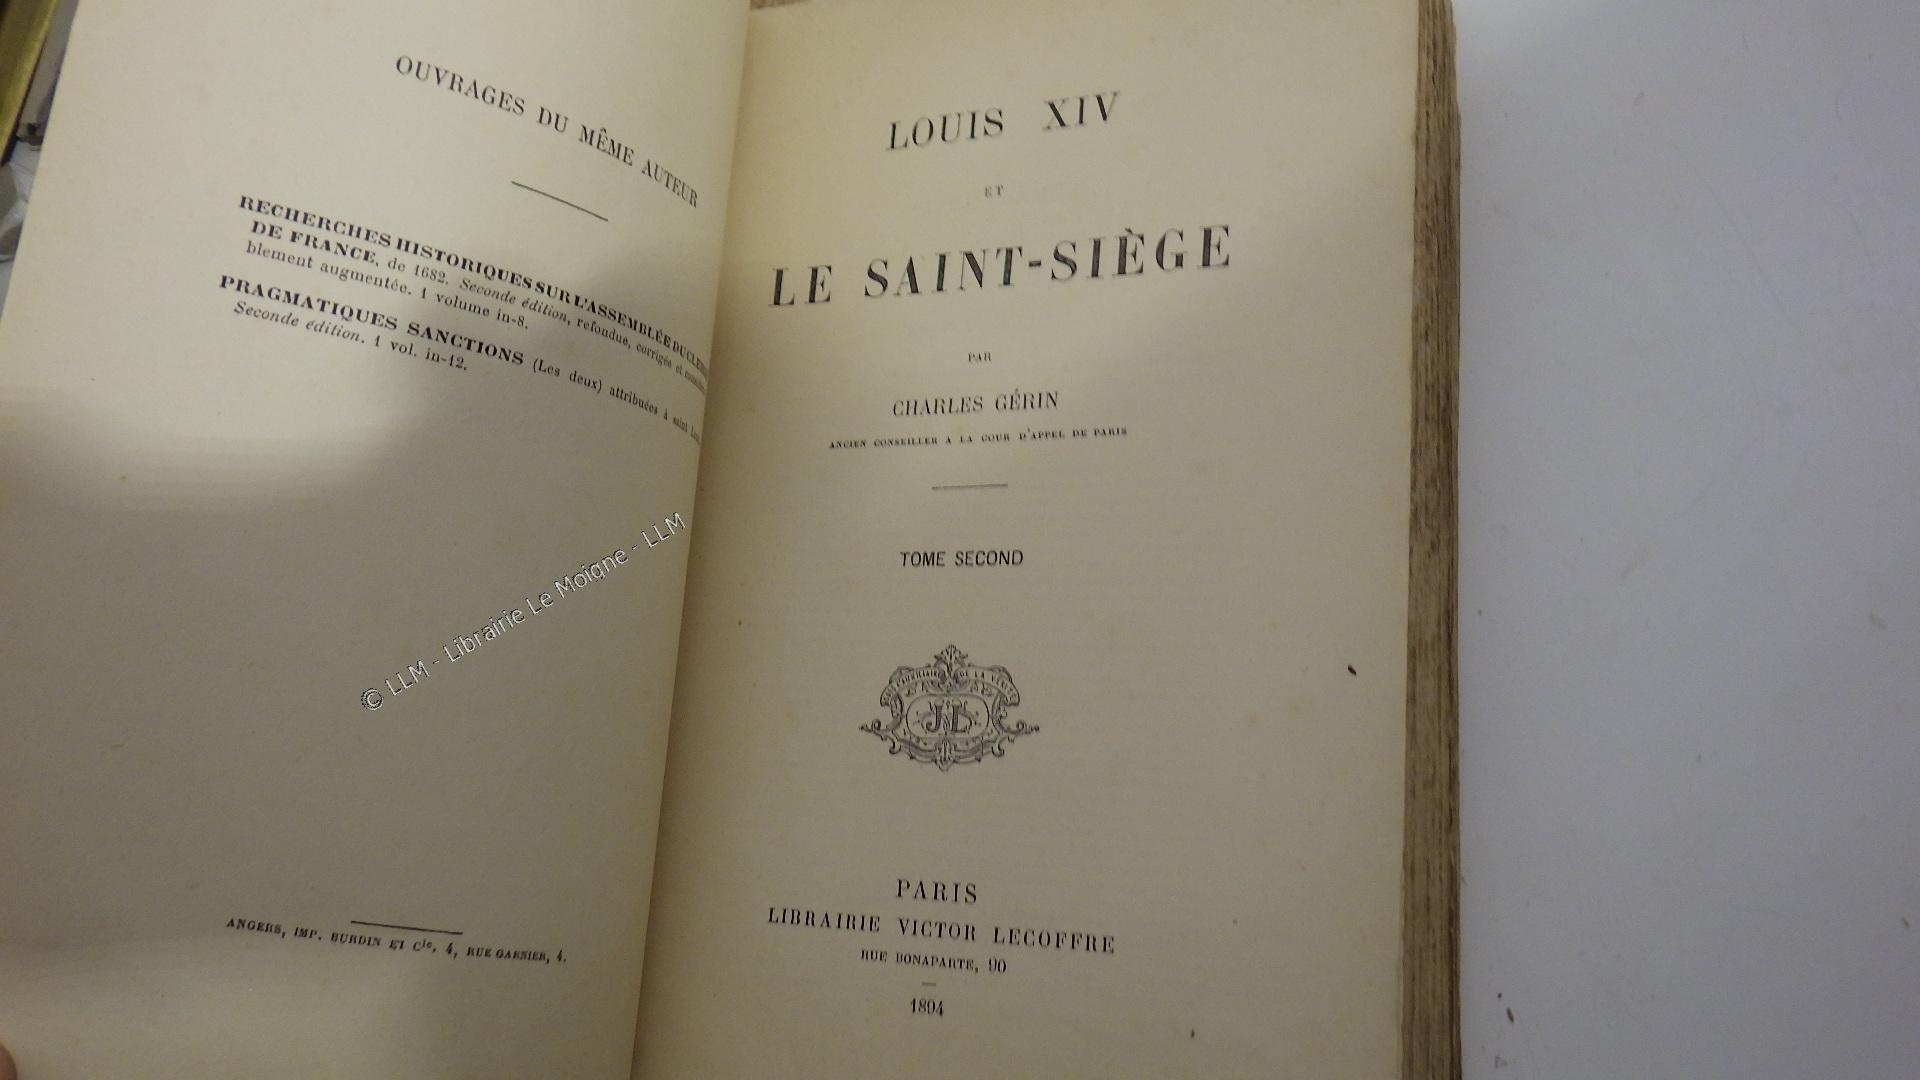 OUVRAGES DU MÊME AUTEUR
RECHERCHES HISTORIQUES SUR L'ASSEMBLÉE DU
DE FRANCE, de 1682. Seconde édition, refondue, corrigée et
blement augmentée. 1 volume in-8.
PRAGMATIQUES SANCTIONS (Les deux) attribuées à saint
Seconde édition. 1 vol. in-12.
ANGERS, IMP. BURDIN ET Cie, 4, RUE GARNIER, 4.
© LLM - Librairie Le Moigne - LLM
LOUIS XIV
ET
LE SAINT-SIÈGE
PAR
CHARLES GÉRIN
ANCIEN CONSEILLER A LA COUR D'APPEL DE PARIS
TOME SECOND
DE LA
JL
PARIS
LIBRAIRIE VICTOR LECOFFRE
RUE BONAPARTE, 90
1894